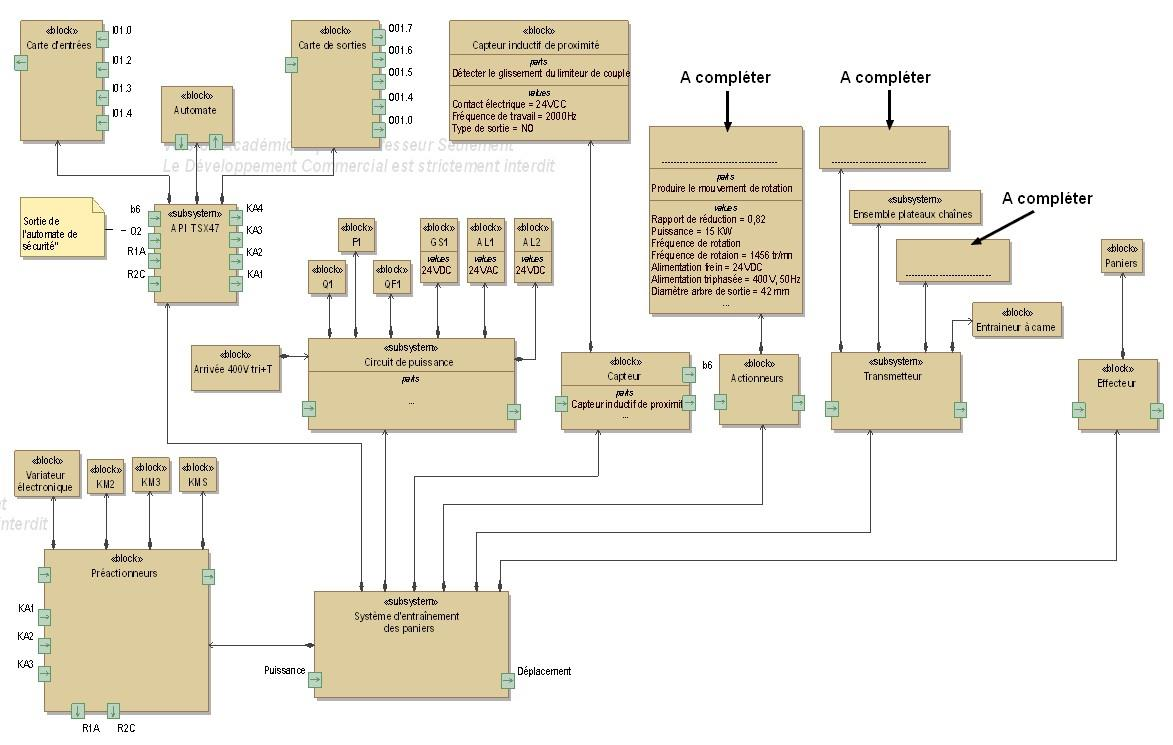 «block»
Carte d'entrées
I01.0
I01.2
I01.3
I01.4
«block»
Automate
«block»
Carte de sorties
O01.7
O01.6
O01.5
O01.4
O01.0
«block»
Capteur inductif de proximité
parts
Détecter le glissement du limiteur de couple
values
Contact électrique = 24VCC
Fréquence de travail = 2000Hz
Type de sortie = NO
Le Développement Commercial est strictement interdit
A compléter
..........................................
parts
Produire le mouvement de rotation
values
Rapport de réduction = 0,82
Puissance = 15 KW
Fréquence de rotation
Fréquence de rotaion = 1456 tr/mn
Alimentation frein = 24VDC
Alimentation triphasée = 400V, 50Hz
Diamètre arbre de sortie = 42 mm
...
A compléter
..........................................
«subsystem»
Ensemble plateaux chaînes
A compléter
..........................................
«block»
Entraineur à came
«block»
Paniers
Sortie de
l'automate de
sécurité"
«subsystem»
API TSX47
b6
Q2
R1A
R2C
KA4
KA3
KA2
KA1
«block»
Q1
«block»
P1
«block»
QF1
«block»
GS1
values
24VDC
«block»
AL1
values
24VAC
«block»
AL2
values
24VDC
«block»
Arrivée 400V tri+T
«subsystem»
Circuit de puissance
parts
...
«block»
Capteur
parts
Capteur inductif de proximit
...
b6
«block»
Actionneurs
«subsystem»
Transmetteur
«block»
Effecteur
«block»
Variateur
électronique
«block»
KM2
«block»
KM3
«block»
KMS
interdit
«block»
Préactionneurs
KA1
KA2
KA3
R1A
R2C
«subsystem»
Système d'entraînement
des paniers
Puissance
Déplacement